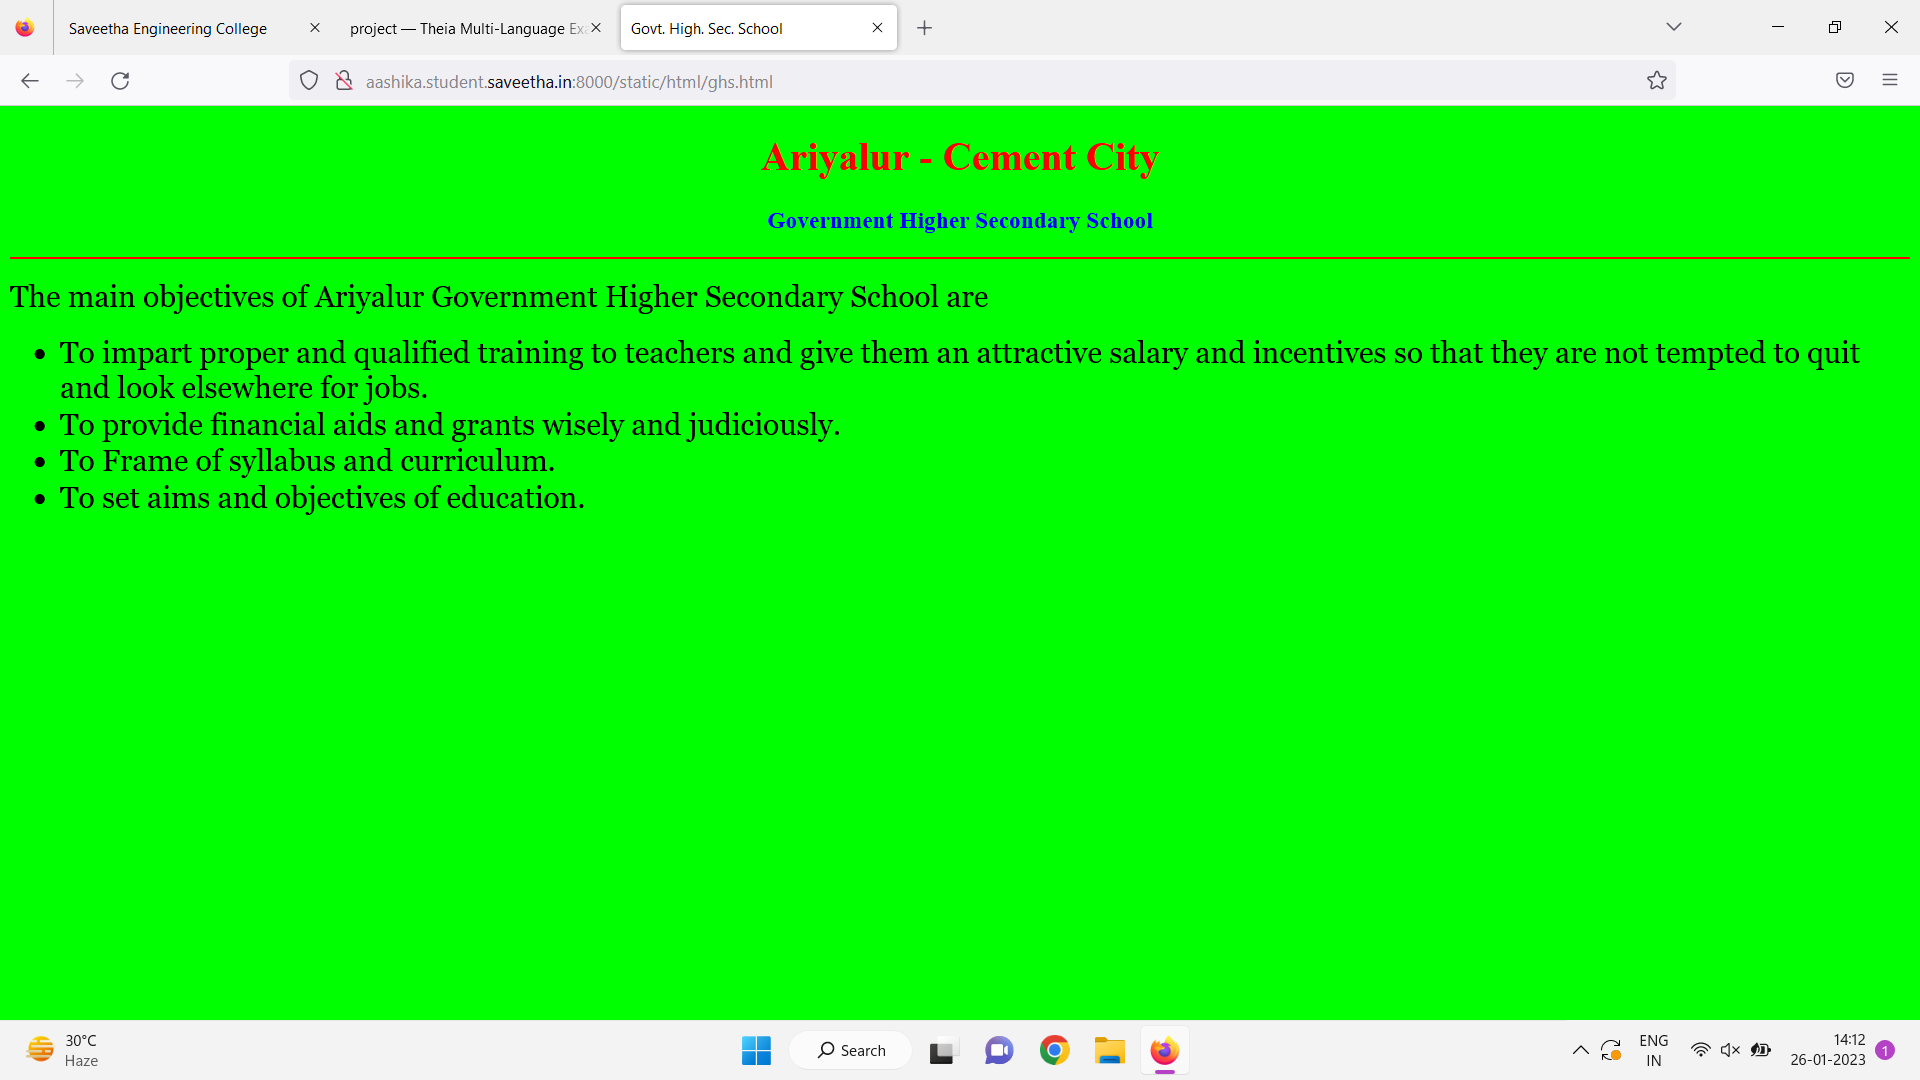 Saveetha Engineering College
project — Theia Multi-Language Exa
Govt. High. Sec. School
aashika.student.saveetha.in:8000/static/html/ghs.html
Ariyalur - Cement City
Government Higher Secondary School
The main objectives of Ariyalur Government Higher Secondary School are
• To impart proper and qualified training to teachers and give them an attractive salary and incentives so that they are not tempted to quit
and look elsewhere for jobs.
• To provide financial aids and grants wisely and judiciously.
• To Frame of syllabus and curriculum.
• To set aims and objectives of education.
30°C
Haze
Search
ENG
IN
14:12
26-01-2023
1